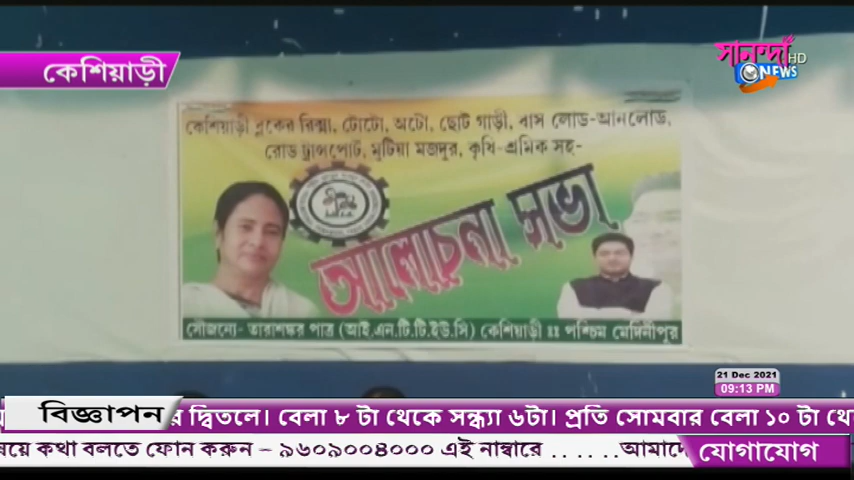 কেশিয়াড়ী
সানন্দা HD
NEWS
কেশিয়াড়ী ব্লকের রিক্সা, টোটো, অটো, ছোট গাড়ী, বাস লোড-আনলোড,
রোড ট্রান্সপোর্ট, মুটিয়া মজদুর, কৃষি-শ্রমিক সহ-
আলোচনা সভা
সৌজন্যে- তারাশঙ্কর পাত্র (আই.এন.টি.টি.ইউ.সি) কেশিয়াড়ী ঃঃ পশ্চিম মেদিনীপুর
21 Dec 2021
09:13 PM
বিজ্ঞাপন র দ্বিতলে। বেলা ৮ টা থেকে সন্ধ্যা ৬টা। প্রতি সোমবার বেলা ১০ টা থে
ষয়ে কথা বলতে ফোন করুন – ৯৬০৯০০৪০০০ এই নাম্বারে .. .. ...আমাদে যোগাযোগ